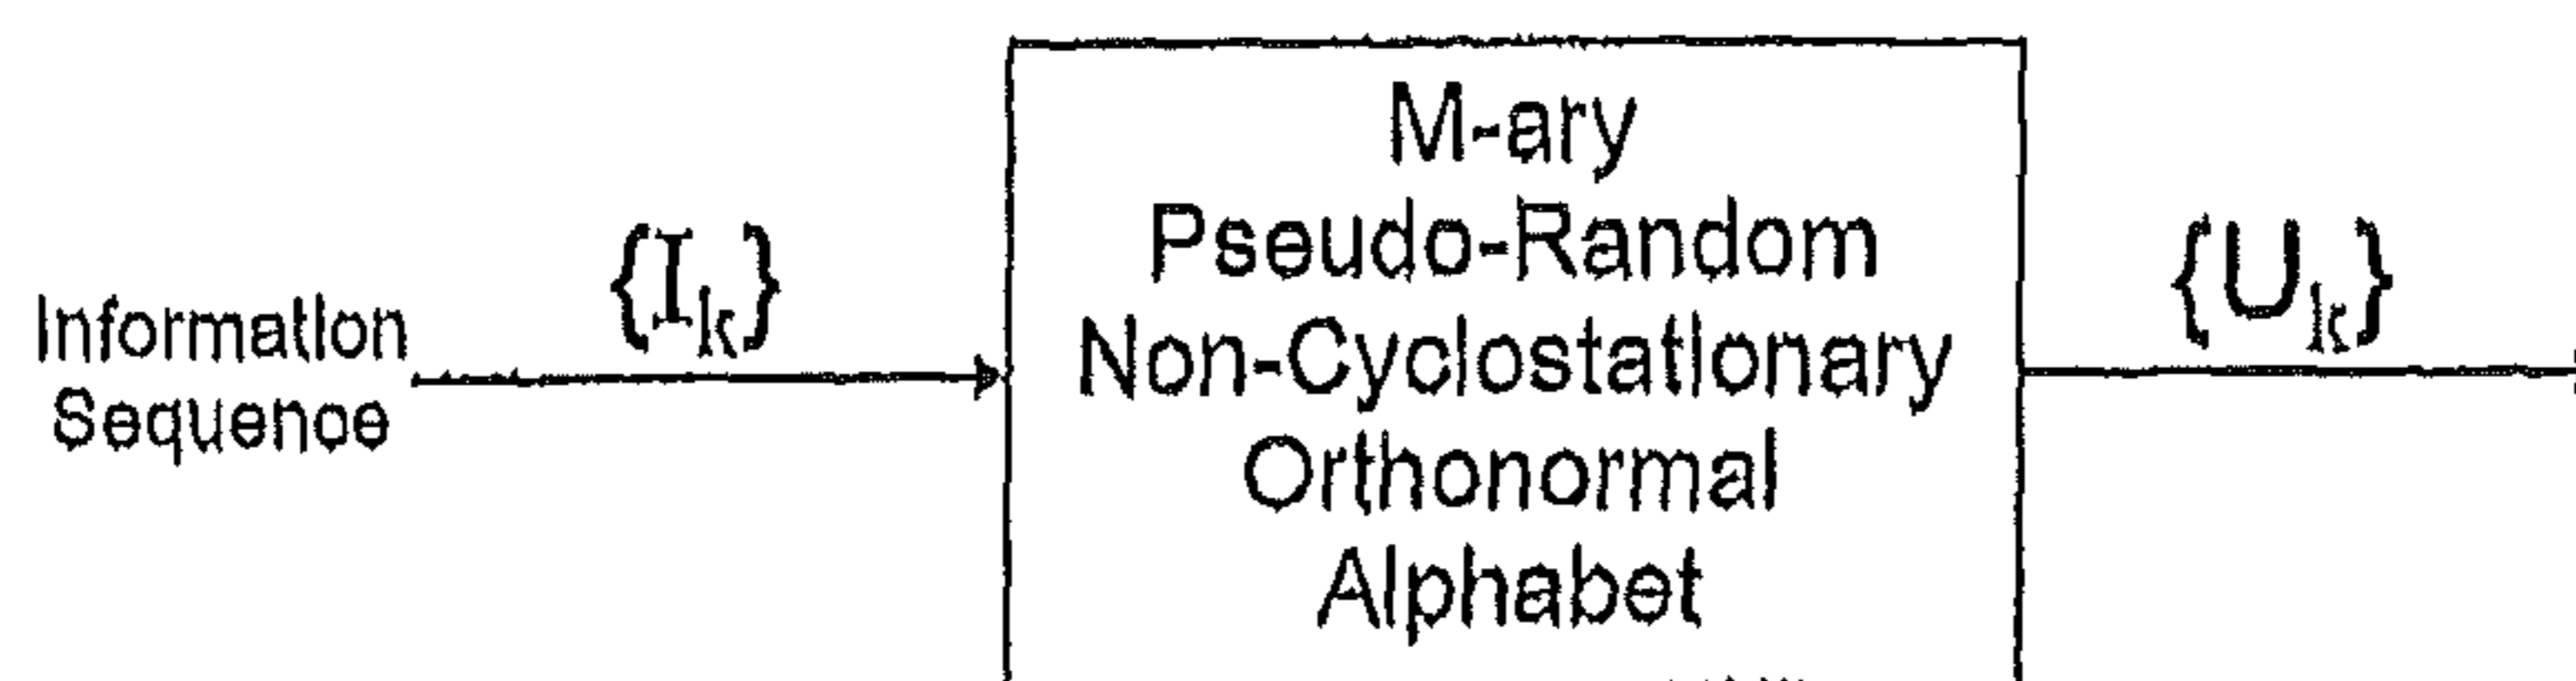 Information
Sequence
{I_k}
M-ary
Pseudo-Random
Non-Cyclostationary
Orthonormal
Alphabet
{U_k}